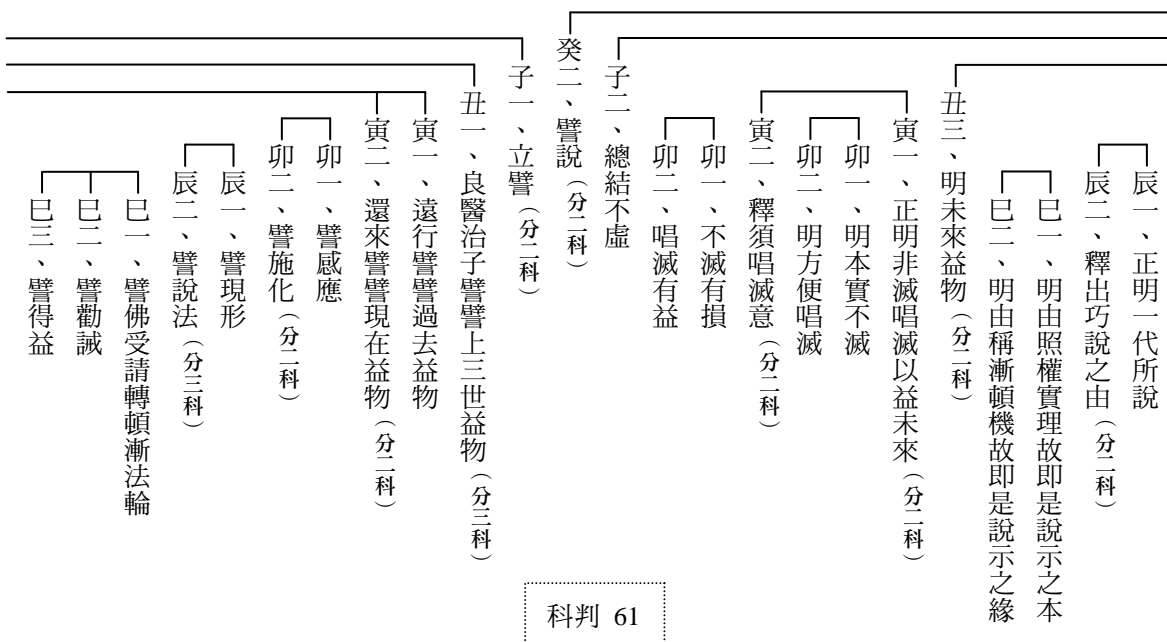 辰一、正明一代所說
辰二、釋出巧說之由（分二科）
巳一、明由照權實理故即是說示之本
巳二、明由稱漸頓機故即是說示之緣
丑三、明未來益物（分二科）
寅一、正明非滅唱滅以益未來（分二科）
卯一、明本實不滅
卯二、明方便唱滅
寅二、釋須唱滅意（分二科）
卯一、不滅有損
卯二、唱滅有益
子二、總結不虛
癸二、譬說（分二科）
子一、立譬（分二科）
丑一、良醫治子譬譬上三世益物（分三科）
寅一、遠行譬譬過去益物
寅二、還來譬譬現在益物（分二科）
卯一、譬感應
卯二、譬施化（分二科）
辰一、譬現形
辰二、譬說法（分三科）
巳一、譬佛受請轉頓漸法輪
巳二、譬勸誡
巳三、譬得益
科判 61